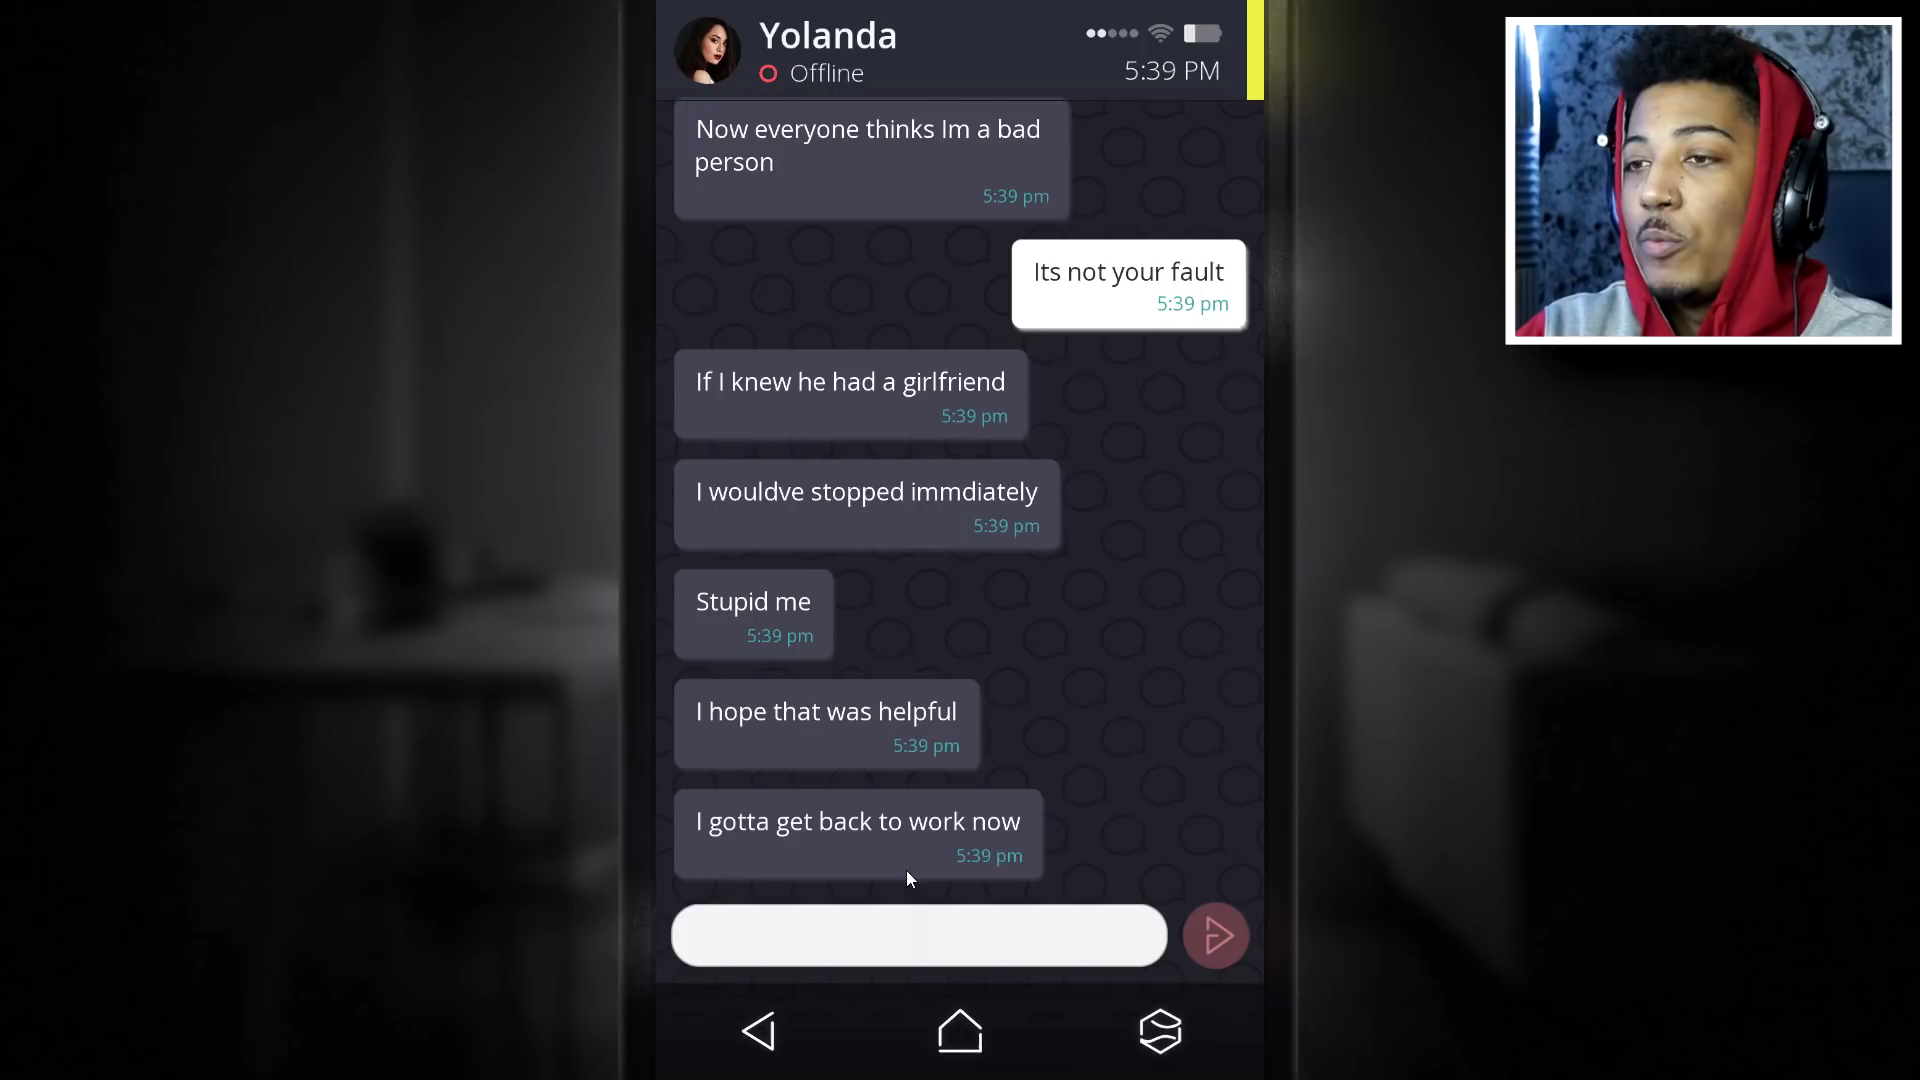 Yolanda
Offline
5:39 PM
Now everyone thinks Im a bad
person
5:39 pm
Its not your fault
5:39 pm
If I knew he had a girlfriend
5:39 pm
I wouldve stopped immdiately
5:39 pm
Stupid me
5:39 pm
I hope that was helpful
5:39 pm
I gotta get back to work now
5:39 pm